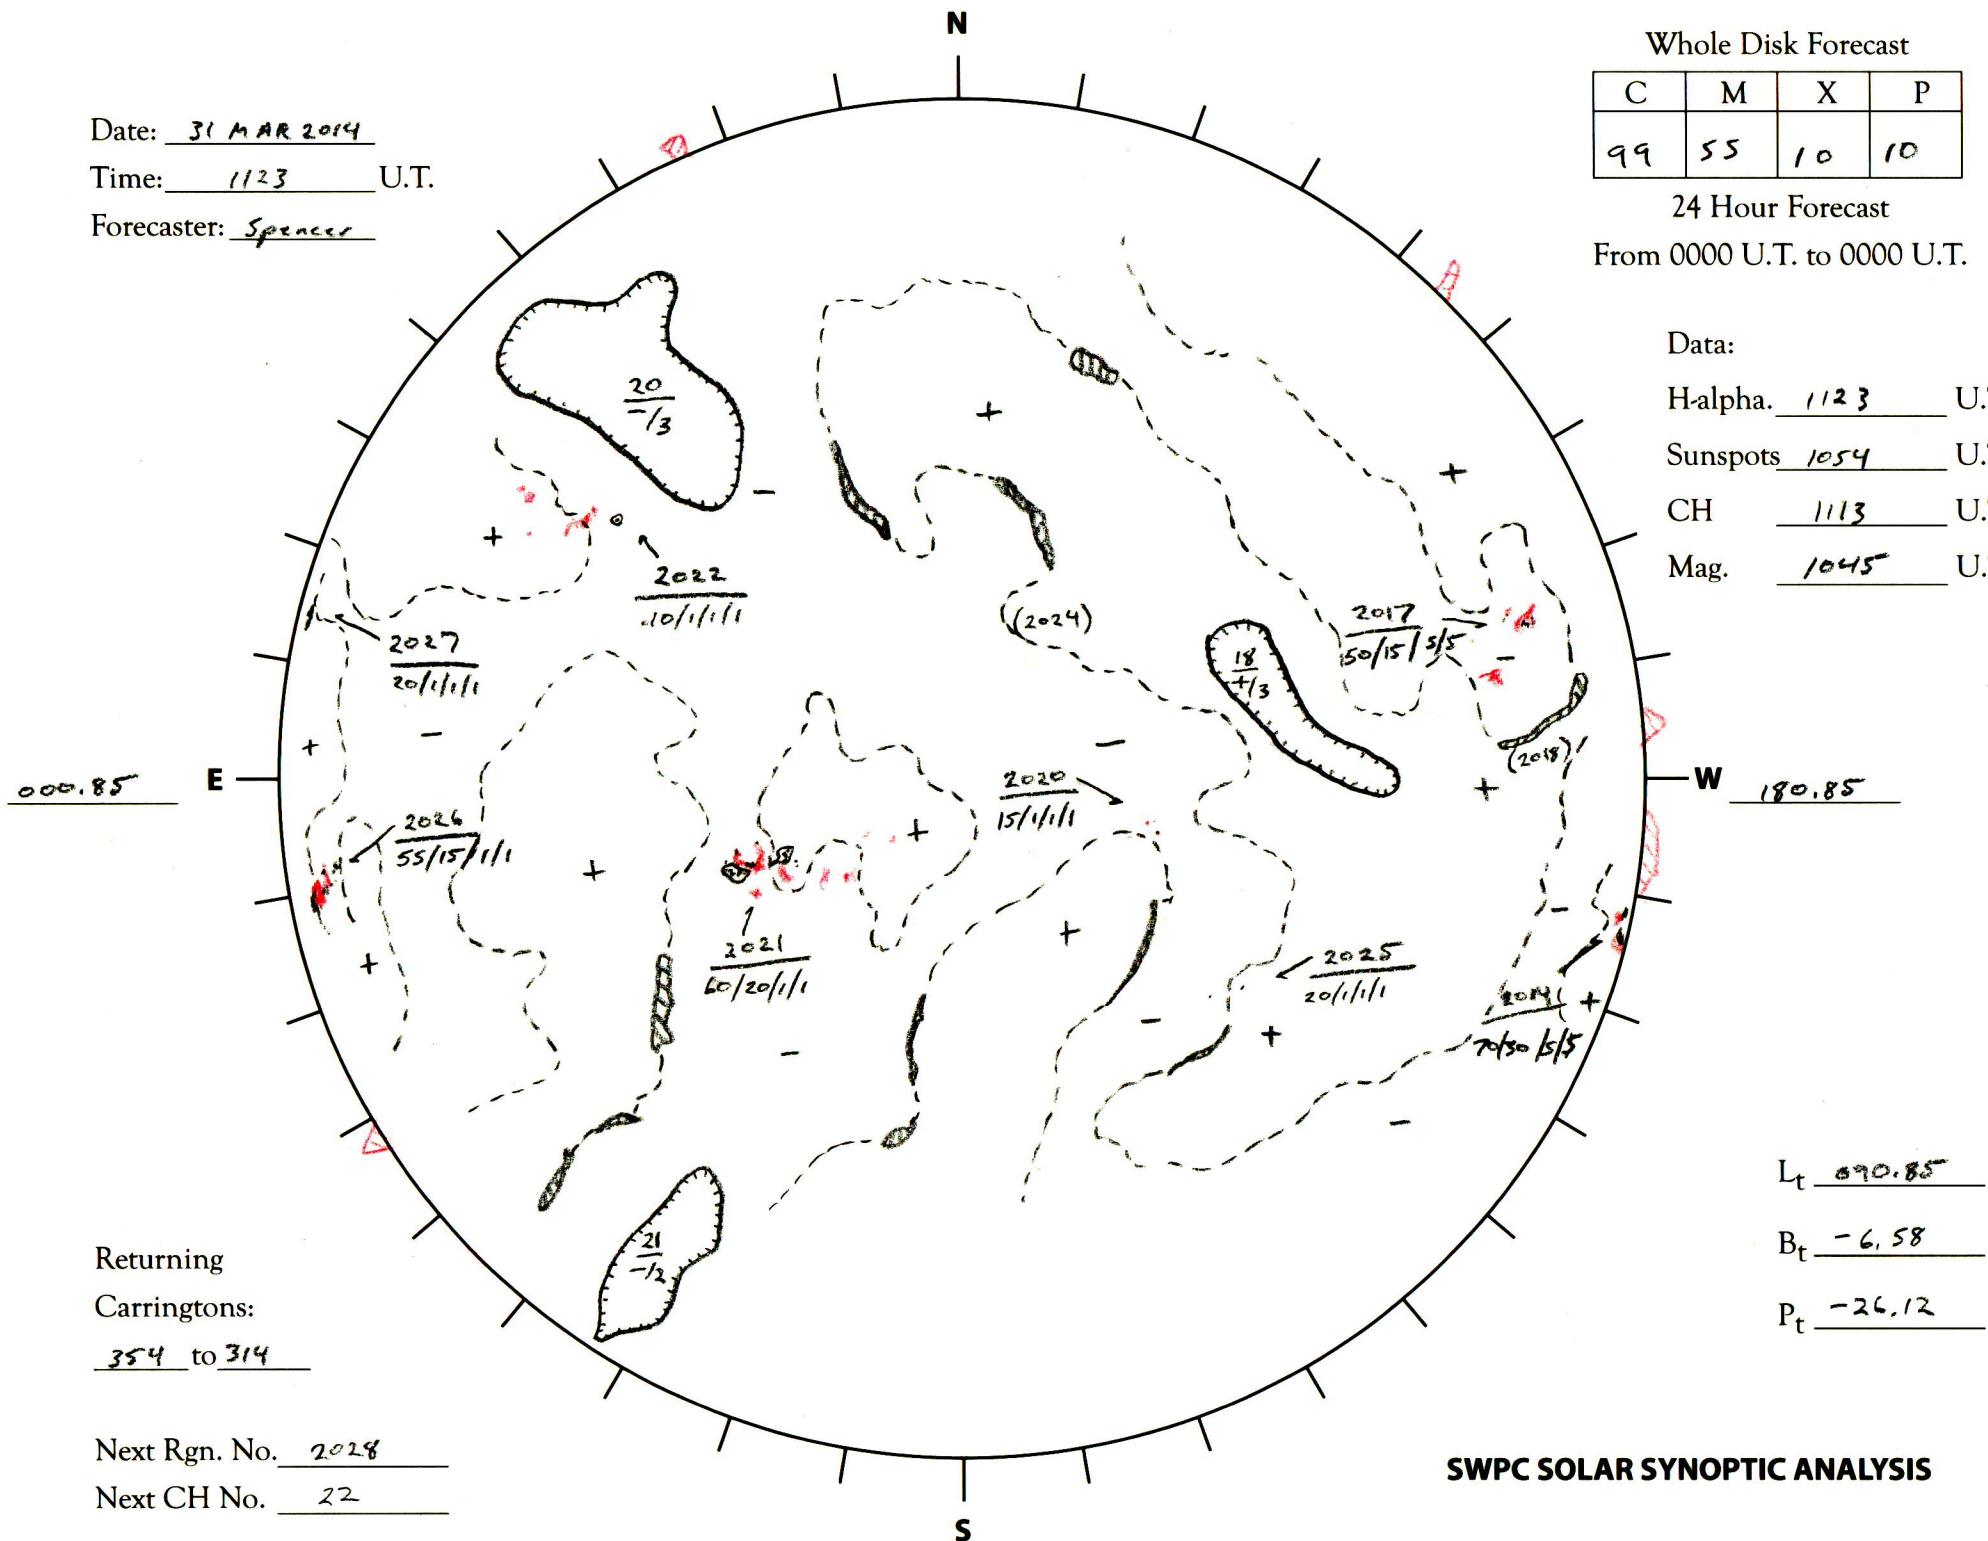 N
Whole Disk Forecast
C M X P
99 55 10 10
24 Hour Forecast
From 0000 U.T. to 0000 U.T.
Date: 31 MAR 2014
Time: 1123 U.T.
Forecaster: Spencer
Data:
H-alpha. 1123 U.
Sunspots 1054 U.
CH 1113 U.
Mag. 1045 U.
20
-/3
+
-
+
+
2022
10/1/1/1
(2024)
2017
50/15/5/5
-
2027
20/1/1/1
18
+/3
+
-
-
(2018)
E
000.85
W
180.85
2020
15/1/1/1
+
2026
55/15/1/1
+
+
-
+
+
2021
60/20/1/1
2025
20/1/1/1
2014
70/30/5/5
+
-
+
-
-
21
-/2
Lt 090.85
Bt -6.58
Pt -26.12
Returning
Carringtons:
354 to 314
Next Rgn. No. 2028
Next CH No. 22
SWPC SOLAR SYNOPTIC ANALYSIS
S